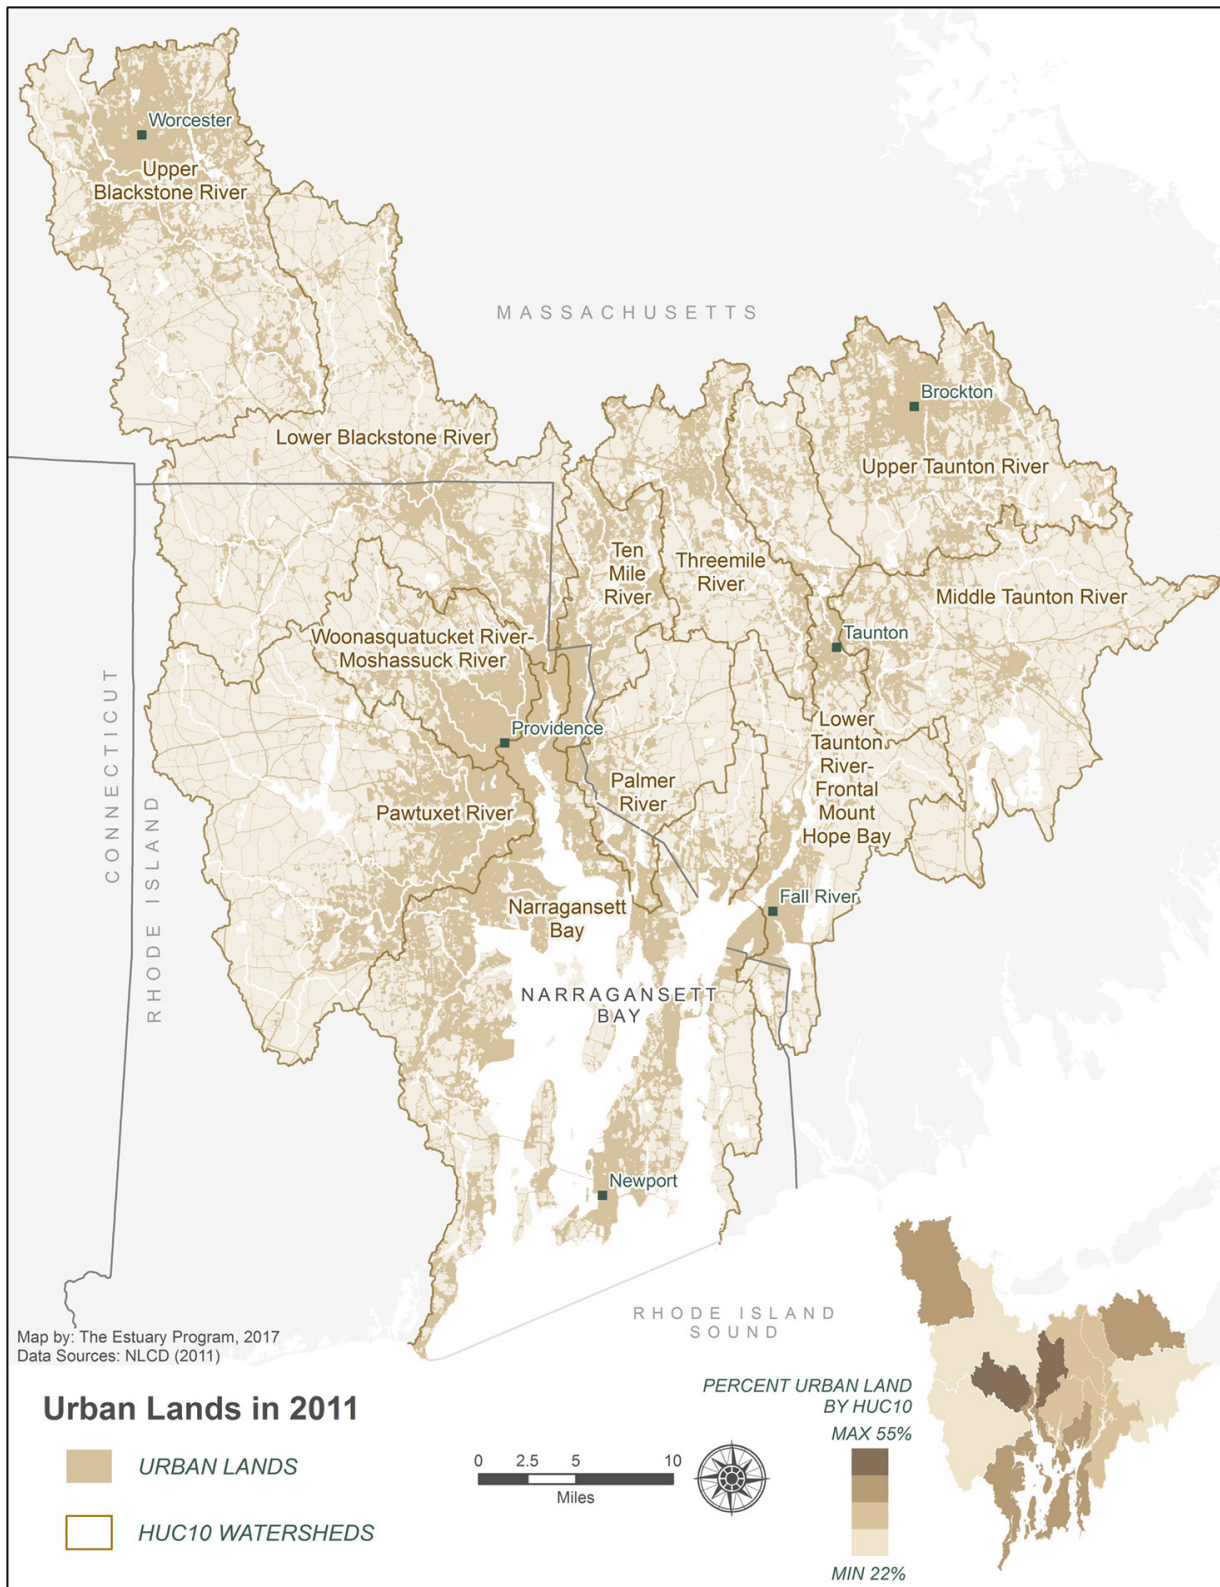 Worcester
Upper
Blackstone River
MASSACHUSETTS
Brockton
Lower Blackstone River
Upper Taunton River
Ten
Mile
River
Threemile
River
Middle Taunton River
Woonasquatucket River-
Moshassuck River
Taunton
CONNECTICUT
RHODE ISLAND
Providence
Lower
Taunton
River-
Frontal
Mount
Hope Bay
Palmer
River
Pawtuxet River
Fall River
Narragansett
Bay
NARRAGANSETT
BAY
Newport
RHODE ISLAND
SOUND
Map by: The Estuary Program, 2017
Data Sources: NLCD (2011)
Urban Lands in 2011
URBAN LANDS
HUC10 WATERSHEDS
0 2.5 5 10
Miles
PERCENT URBAN LAND
BY HUC10
MAX 55%
MIN 22%